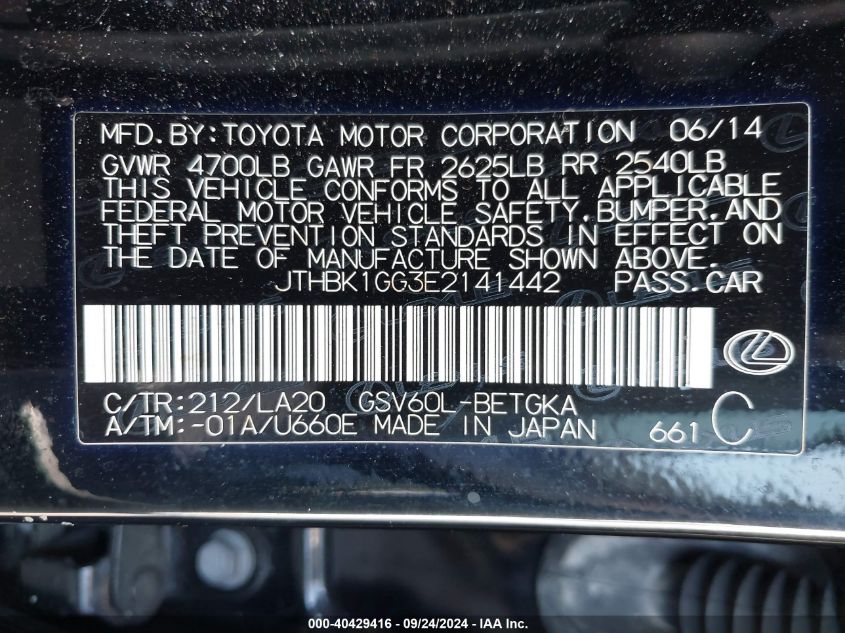 MFD.BY:TOYOTA MOTOR CORPORATION 06/14
GVWR 4700LB GAWR FR 2625LB RR 2540LB
THIS VEHICLE CONFORMS TO ALL APPLICABLE
FEDERAL MOTOR VEHICLE SAFETY,BUMPER,AND
THEFT PREVENTION STANDARDS IN EFFECT ON
THE DATE OF MANUFACTURE SHOWN ABOVE.
JTHBK1GG3E2141442 PASS.CAR
C/TR:212/LA20 GSV60L-BETGKA
A/TM:-01A/U660E MADE IN JAPAN 661 C
000-40429416 - 09/24/2024 - IAA Inc.